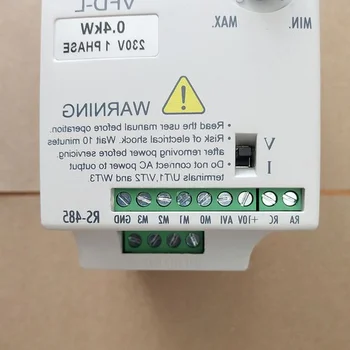 VFD-L
0.4kW
230V 1 PHASE
MAX.
MIN.
WARNING
• Read the user manual before operation.
• Risk of electrical shock. Wait 10 minutes
after removing power before servicing.
• Do not connect AC power to output
terminals U/T1,V/T2 and W/T3
V
I
RA RC +10V AVI M0 M1 M2 M3 GND
RS-485